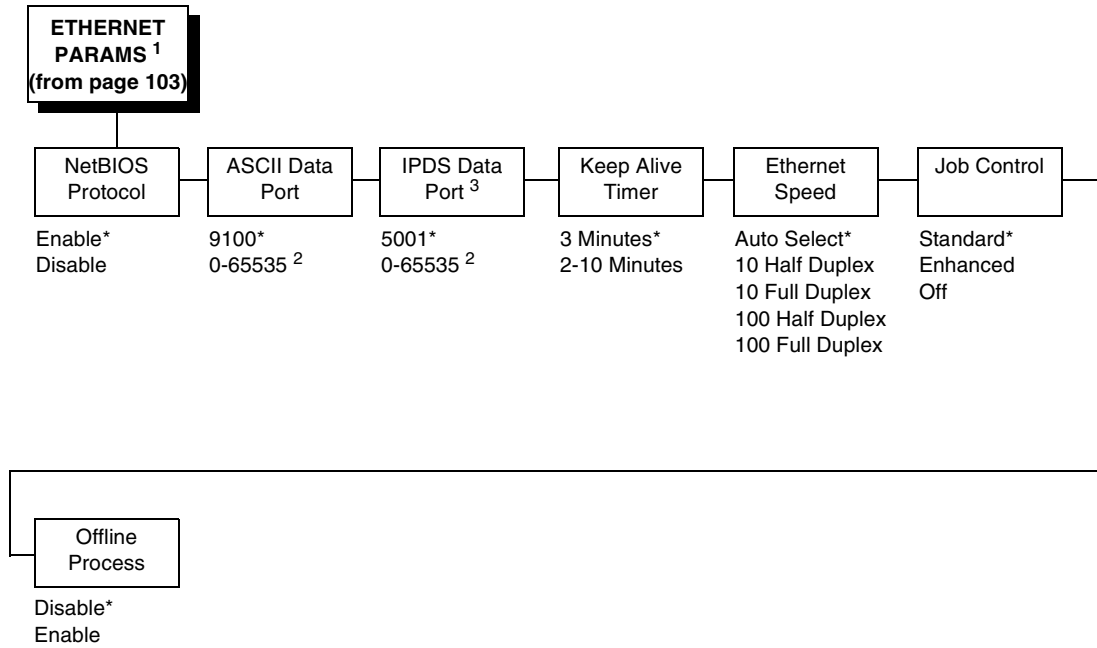 ETHERNET
PARAMS 1
(from page 103)
NetBIOS
Protocol
Enable*
Disable
ASCII Data
Port
9100*
0-65535 2
IPDS Data
Port 3
5001*
0-65535 2
Keep Alive
Timer
3 Minutes*
2-10 Minutes
Ethernet
Speed
Auto Select*
10 Half Duplex
10 Full Duplex
100 Half Duplex
100 Full Duplex
Job Control
Standard*
Enhanced
Off
Offline
Process
Disable*
Enable